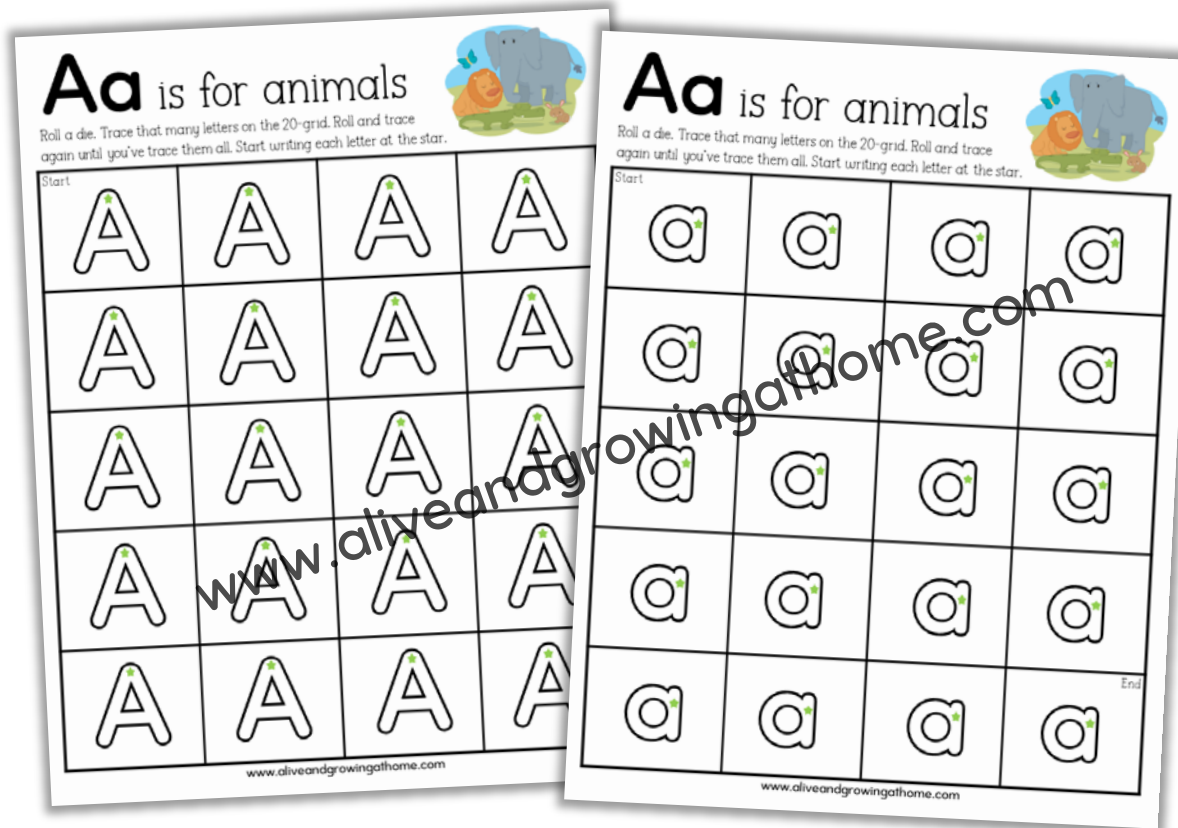 Aa is for animals
Roll a die. Trace that many letters on the 20-grid. Roll and trace
again until you've trace them all. Start writing each letter at the star.
Start
A A A A
A A A A
A A A A
A A A A
A A A A
www.aliveandgrowingathome.com
Aa is for animals
Roll a die. Trace that many letters on the 20-grid. Roll and trace
again until you've trace them all. Start writing each letter at the star.
Start
a a a a
a a a a
a a a a
a a a a
End
a a a a
www.aliveandgrowingathome.com
www.aliveandgrowingathome.com